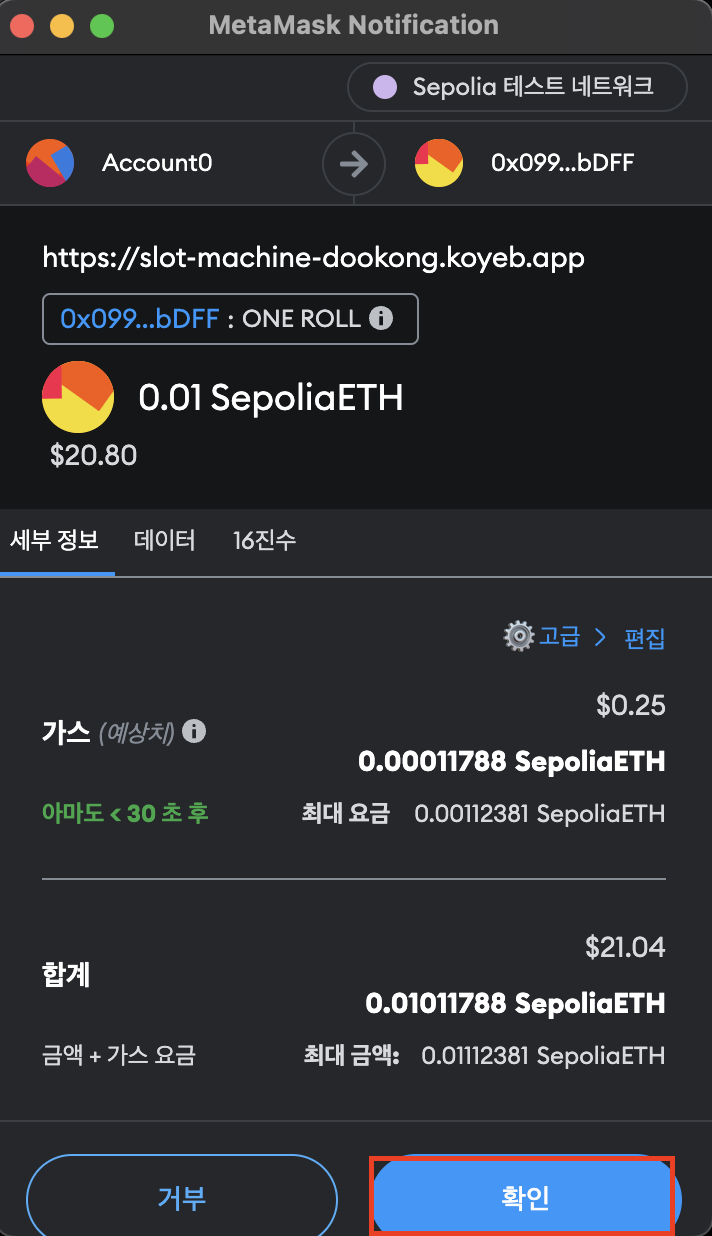 MetaMask Notification
Sepolia 테스트 네트워크
Account0
0x099...bDFF
https://slot-machine-dookong.koyeb.app
0x099...bDFF : ONE ROLL
0.01 SepoliaETH
$20.80
세부 정보 데이터 16진수
고급 > 편집
$0.25
가스 (예상치)
0.00011788 SepoliaETH
아마도 < 30 초 후 최대 요금 0.00112381 SepoliaETH
$21.04
합계
0.01011788 SepoliaETH
금액 + 가스 요금 최대 금액: 0.01112381 SepoliaETH
거부 확인